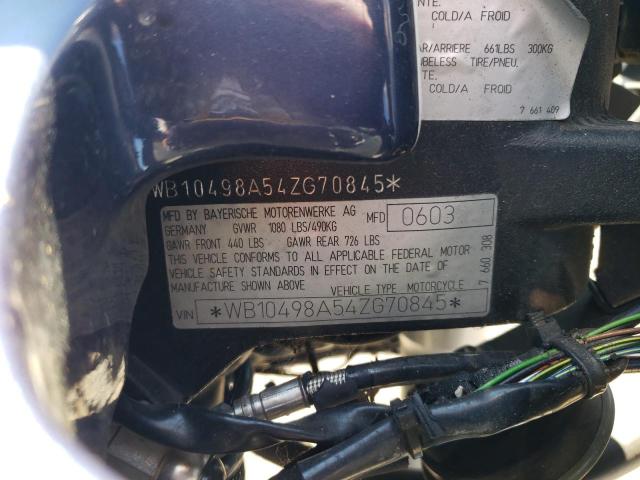 NTE.
COLD/A FROID
AR/ARRIERE 661LBS 300KG
BELESS TIRE/PNEU.
TE.
COLD/A FROID
7 661 409
WB10498A54ZG70845*
MFD BY BAYERISCHE MOTORENWERKE AG
GERMANY GVWR 1080 LBS/490KG MFD 0603
GAWR FRONT 440 LBS GAWR REAR 726 LBS
THIS VEHICLE CONFORMS TO ALL APPLICABLE FEDERAL MOTOR
VEHICLE SAFETY STANDARDS IN EFFECT ON THE DATE OF
MANUFACTURE SHOWN ABOVE
VEHICLE TYPE MOTORCYCLE
VIN *WB10498A54ZG70845*
7 660 308